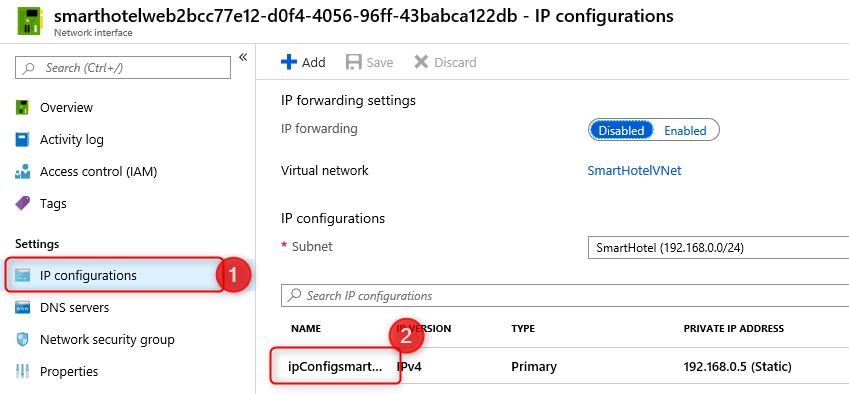 smarthotelweb2bcc77e12-d0f4-4056-96ff-43babca122db - IP configurations
Network interface
Search (Ctrl+/)
«
Overview
Activity log
Access control (IAM)
Tags
Settings
IP configurations
1
DNS servers
Network security group
Properties
Add Save Discard
IP forwarding settings
IP forwarding Disabled Enabled
Virtual network SmartHotelVNet
IP configurations
* Subnet SmartHotel (192.168.0.0/24)
Search IP configurations
NAME IP VERSION TYPE PRIVATE IP ADDRESS
2
ipConfigsmart... IPv4 Primary 192.168.0.5 (Static)